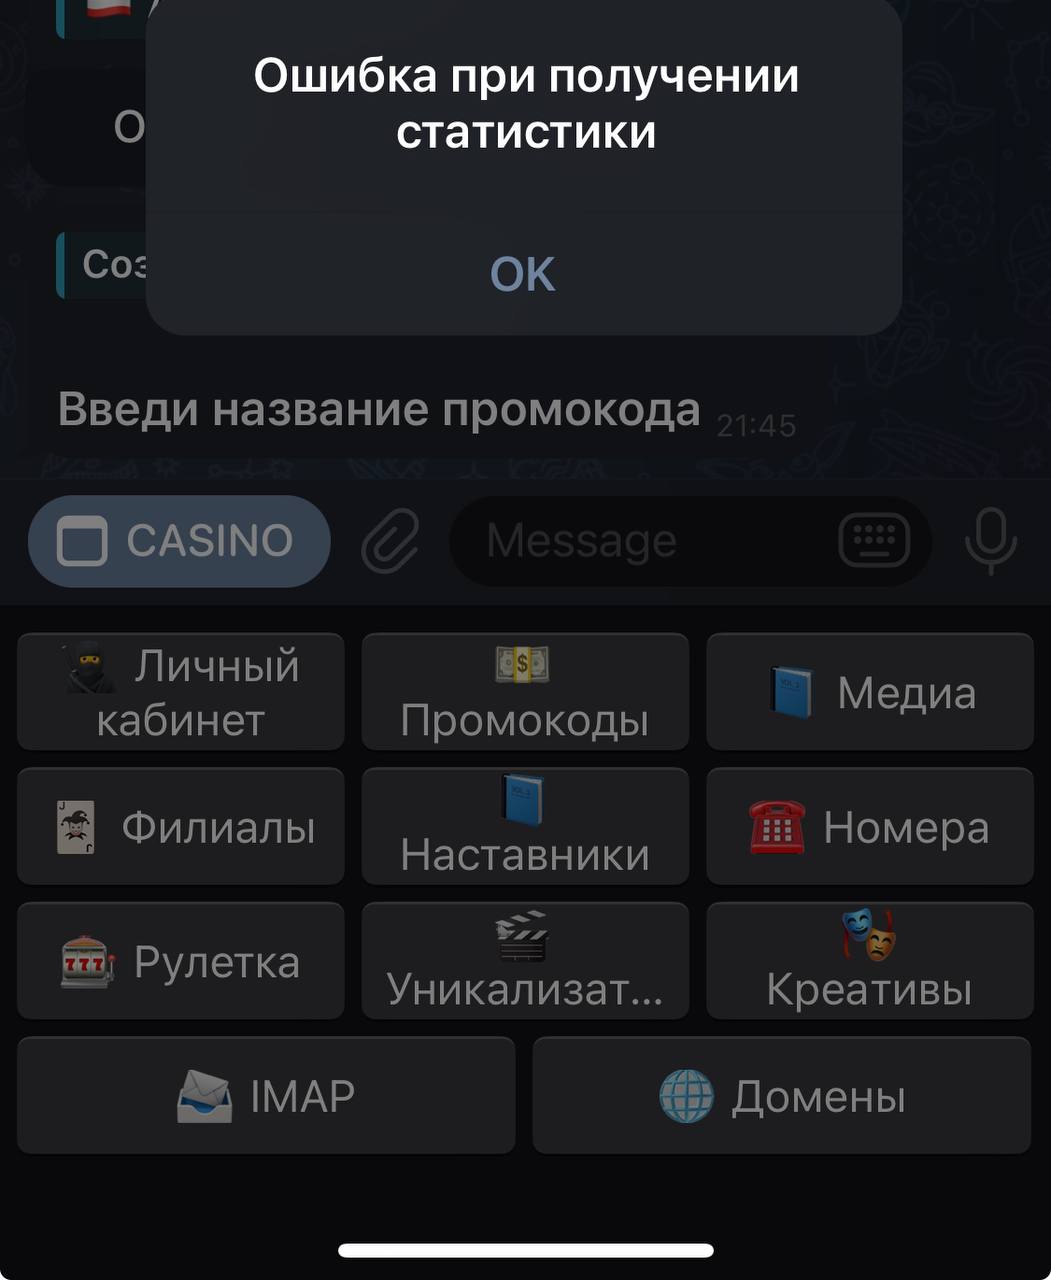 Ошибка при получении
статистики
OK
Введи название промокода 21:45
CASINO Message
Личный
кабинет
Промокоды
Медиа
Филиалы
Наставники
Номера
Рулетка
Уникализат...
Креативы
IMAP
Домены